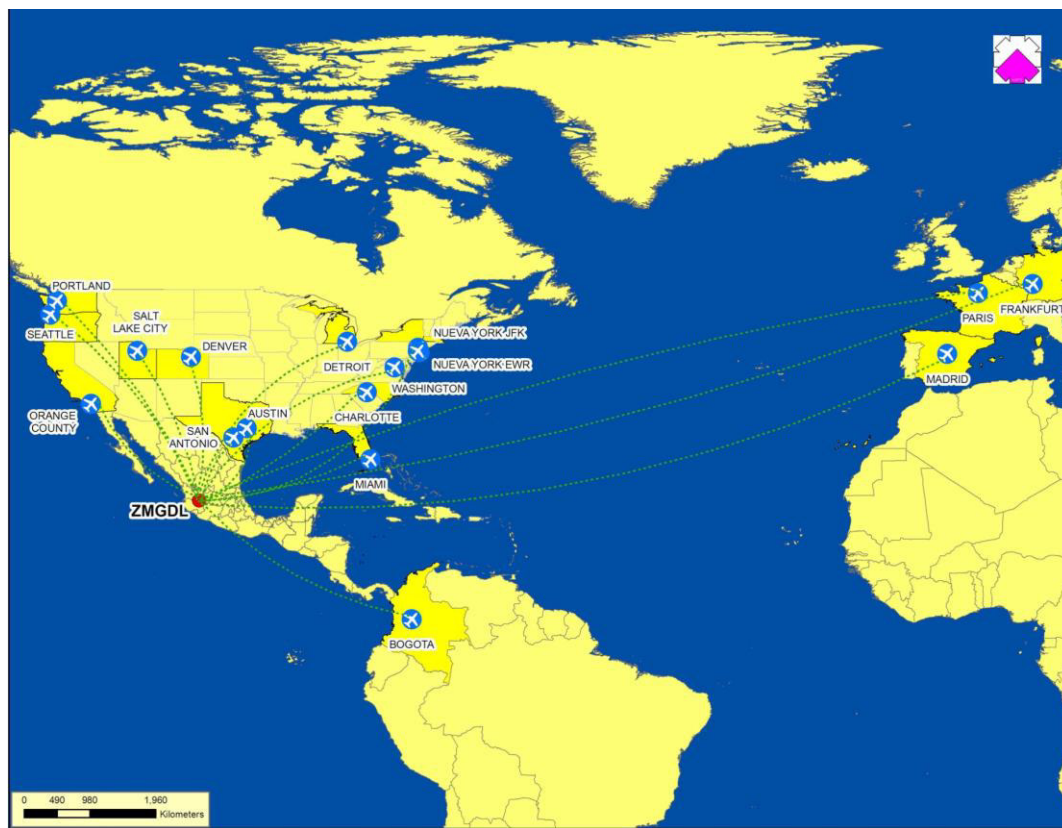 PORTLAND
SEATTLE
SALT
LAKE CITY
DENVER
ORANGE
COUNTY
SAN
ANTONIO
AUSTIN
DETROIT
NUEVA YORK JFK
NUEVA YORK EWR
WASHINGTON
CHARLOTTE
MIAMI
ZMGDL
BOGOTA
PARIS
FRANKFURT
MADRID
0 490 980 1,960
Kilometers